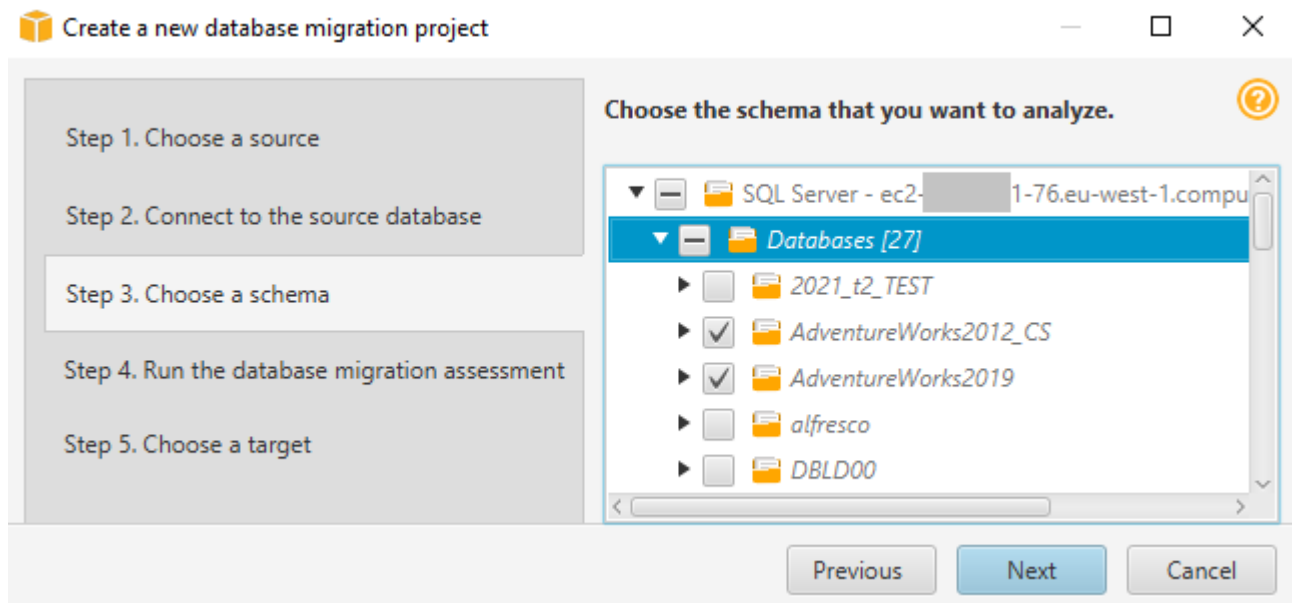 Create a new database migration project
Step 1. Choose a source
Step 2. Connect to the source database
Step 3. Choose a schema
Step 4. Run the database migration assessment
Step 5. Choose a target
Choose the schema that you want to analyze.
SQL Server - ec2- 1-76.eu-west-1.compu
Databases [27]
2021_t2_TEST
AdventureWorks2012_CS
AdventureWorks2019
alfresco
DBLD00
Previous Next Cancel